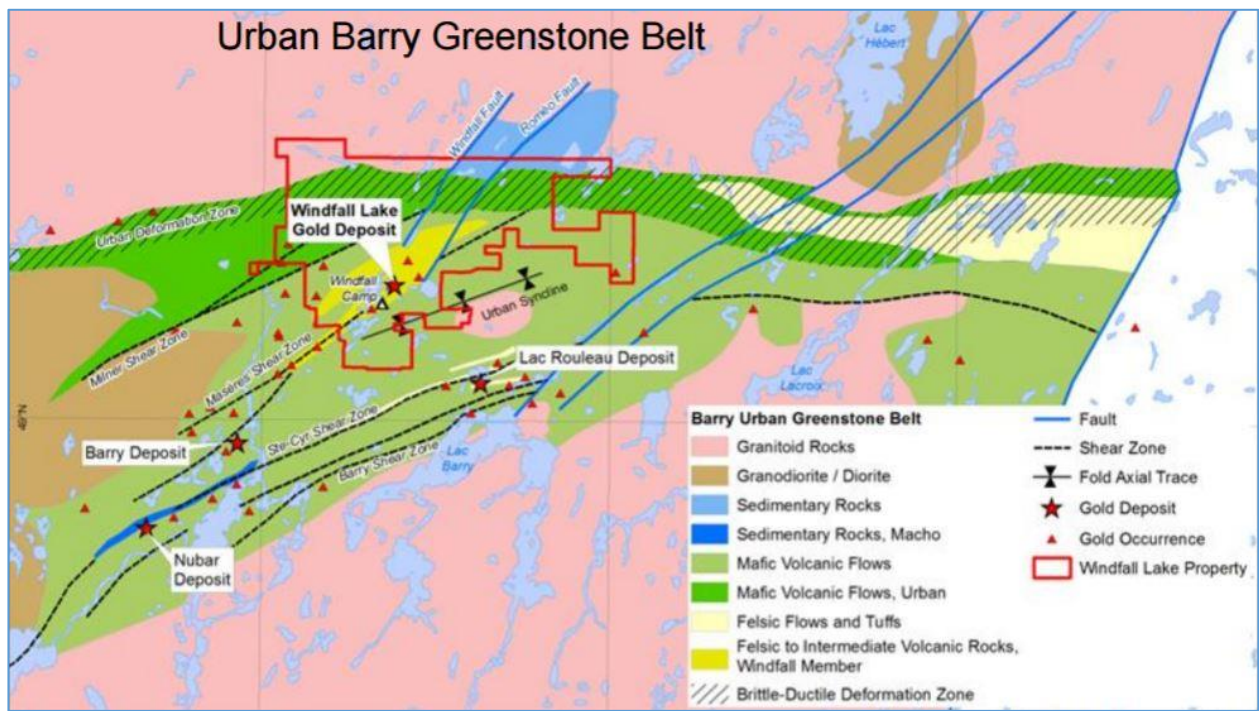 Urban Barry Greenstone Belt
Lac
Hébert
Windfall Fault
Romeo Fault
Urban Deformation Zone
Windfall Lake
Gold Deposit
Windfall
Camp
Urban Syncline
Milner Shear Zone
Masères Shear Zone
Lac Rouleau Deposit
Lac
Lacroix
49°N
Ste-Cyr Shear Zone
Barry Deposit
Barry Shear Zone
Lac
Barry
Nubar
Deposit
Barry Urban Greenstone Belt
Granitoid Rocks
Granodiorite / Diorite
Sedimentary Rocks
Sedimentary Rocks, Macho
Mafic Volcanic Flows
Mafic Volcanic Flows, Urban
Felsic Flows and Tuffs
Felsic to Intermediate Volcanic Rocks,
Windfall Member
Brittle-Ductile Deformation Zone
Fault
Shear Zone
Fold Axial Trace
Gold Deposit
Gold Occurrence
Windfall Lake Property